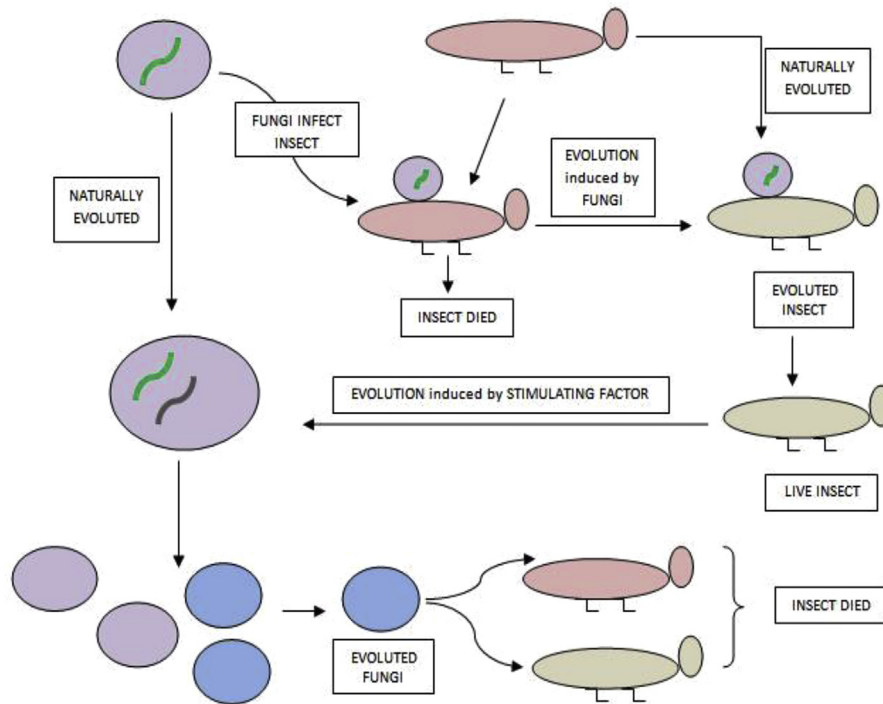 NATURALLY
EVOLUTED
FUNGI INFECT
INSECT
EVOLUTION
induced by
FUNGI
NATURALLY
EVOLUTED
INSECT DIED
EVOLUTED
INSECT
EVOLUTION induced by STIMULATING FACTOR
LIVE INSECT
EVOLUTED
FUNGI
INSECT DIED